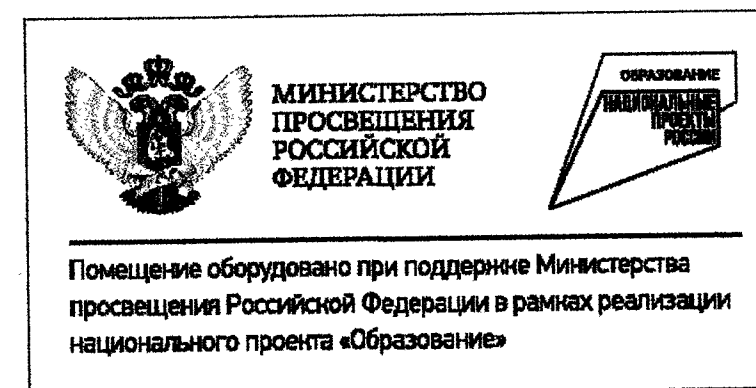 МИНИСТЕРСТВО
ПРОСВЕЩЕНИЯ
РОССИЙСКОЙ
ФЕДЕРАЦИИ
ОБРАЗОВАНИЕ
НАЦИОНАЛЬНЫЕ
ПРОЕКТЫ
РОССИИ
Помещение оборудовано при поддержке Министерства
просвещения Российской Федерации в рамках реализации
национального проекта «Образование»